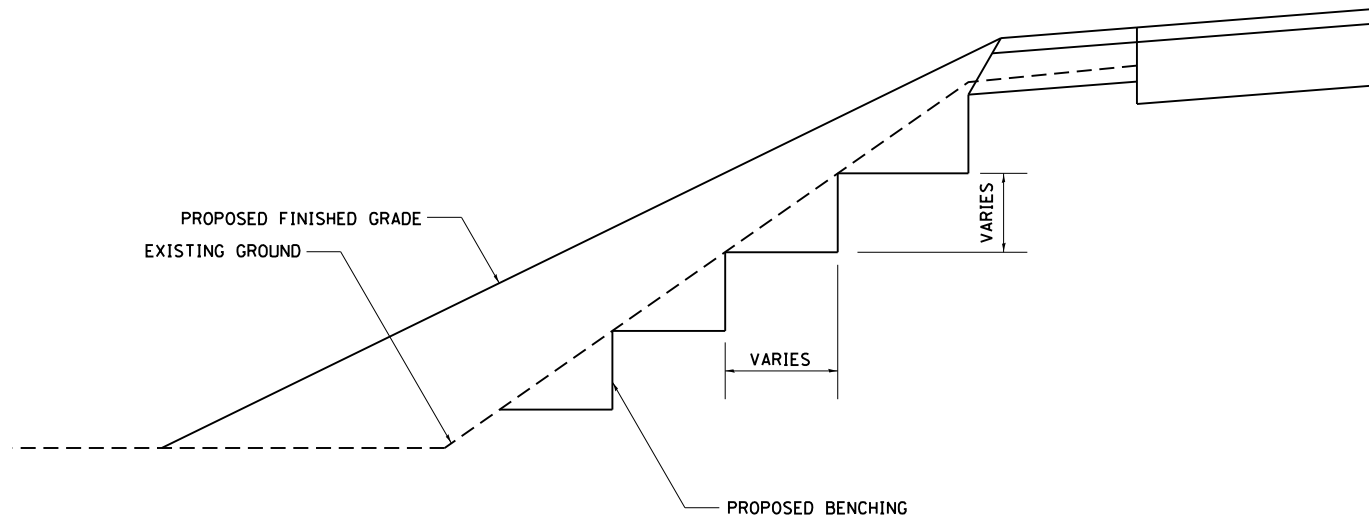 PROPOSED FINISHED GRADE
EXISTING GROUND
VARIES
VARIES
PROPOSED BENCHING